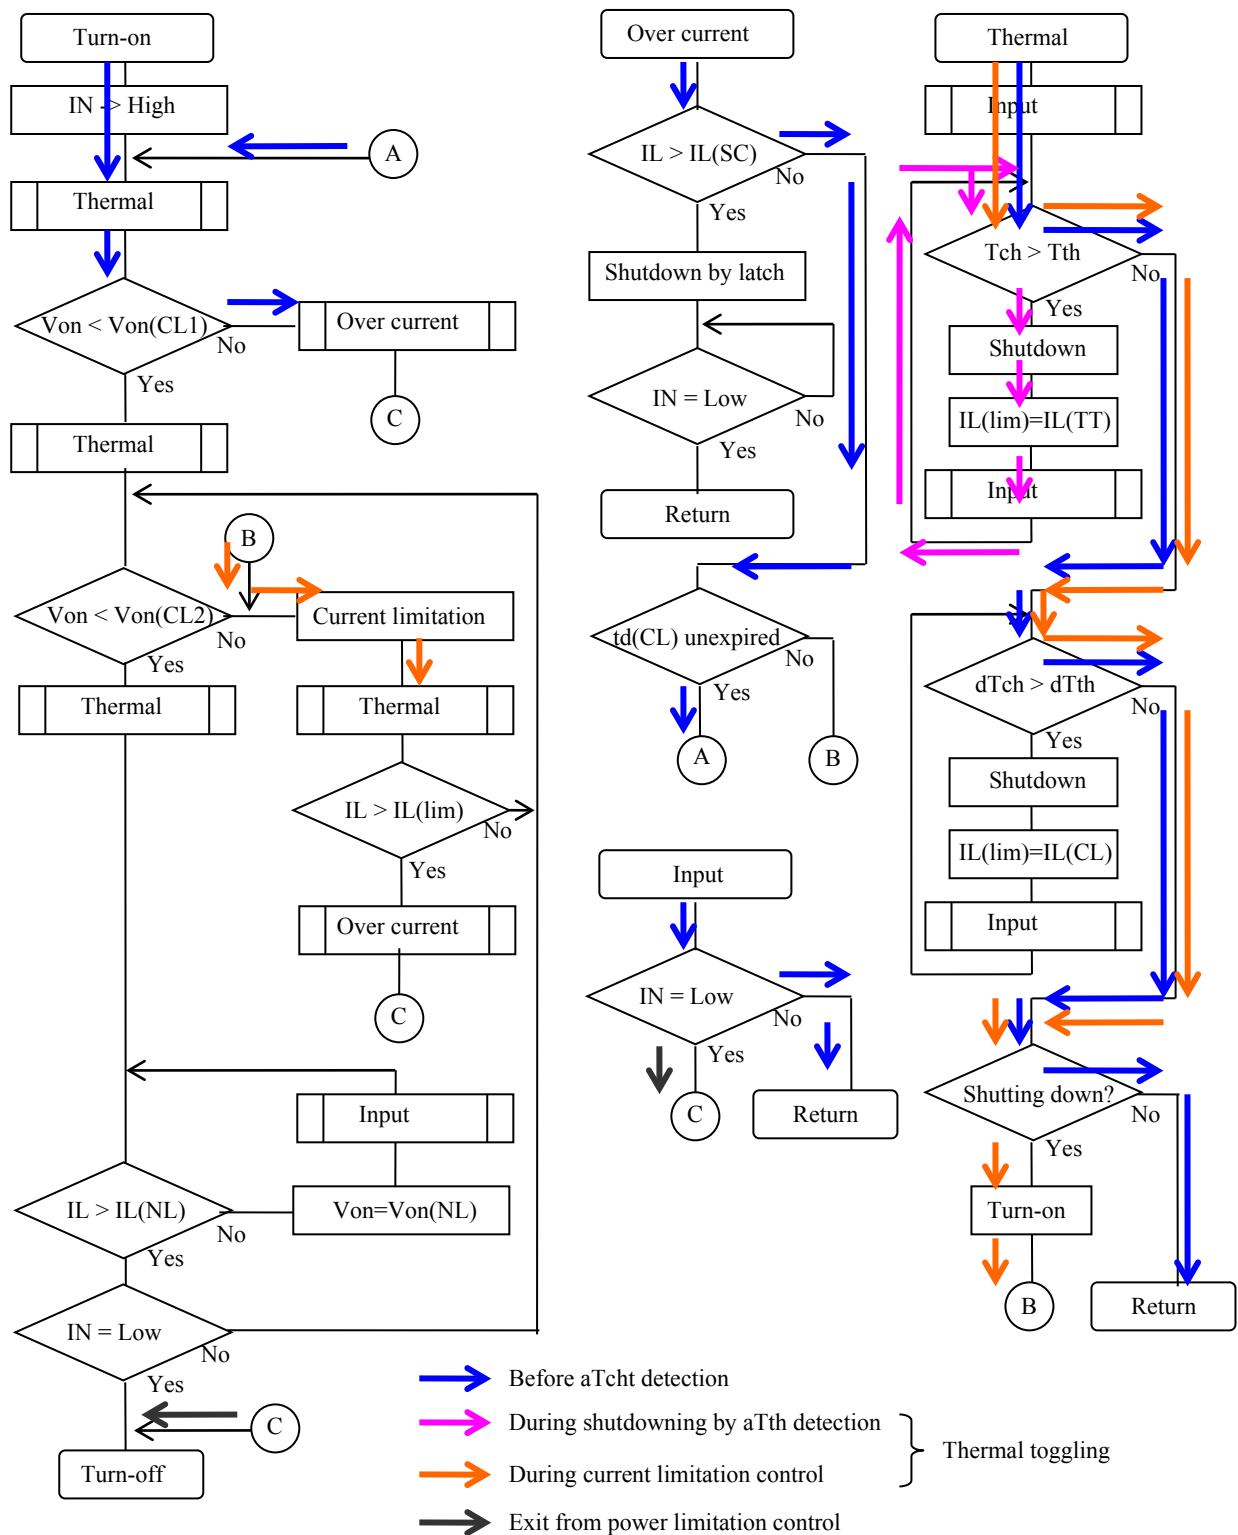 Turn-on
IN -> High
A
Thermal
Von < Von(CL1)
No
Yes
Over current
C
Thermal
B
Von < Von(CL2)
No
Yes
Current limitation
Thermal
Thermal
IL > IL(lim)
No
Yes
Over current
C
Input
IL > IL(NL)
No
Yes
Von=Von(NL)
IN = Low
No
Yes
C
Turn-off
Over current
IL > IL(SC)
No
Yes
Shutdown by latch
IN = Low
No
Yes
Return
td(CL) unexpired
No
Yes
A
B
Input
IN = Low
No
Yes
C
Return
Thermal
Input
Tch > Tth
No
Yes
Shutdown
IL(lim)=IL(TT)
Input
dTch > dTth
No
Yes
Shutdown
IL(lim)=IL(CL)
Input
Shutting down?
No
Yes
Turn-on
B
Return
Before aTcht detection
During shutdowning by aTth detection
Thermal toggling
During current limitation control
Exit from power limitation control